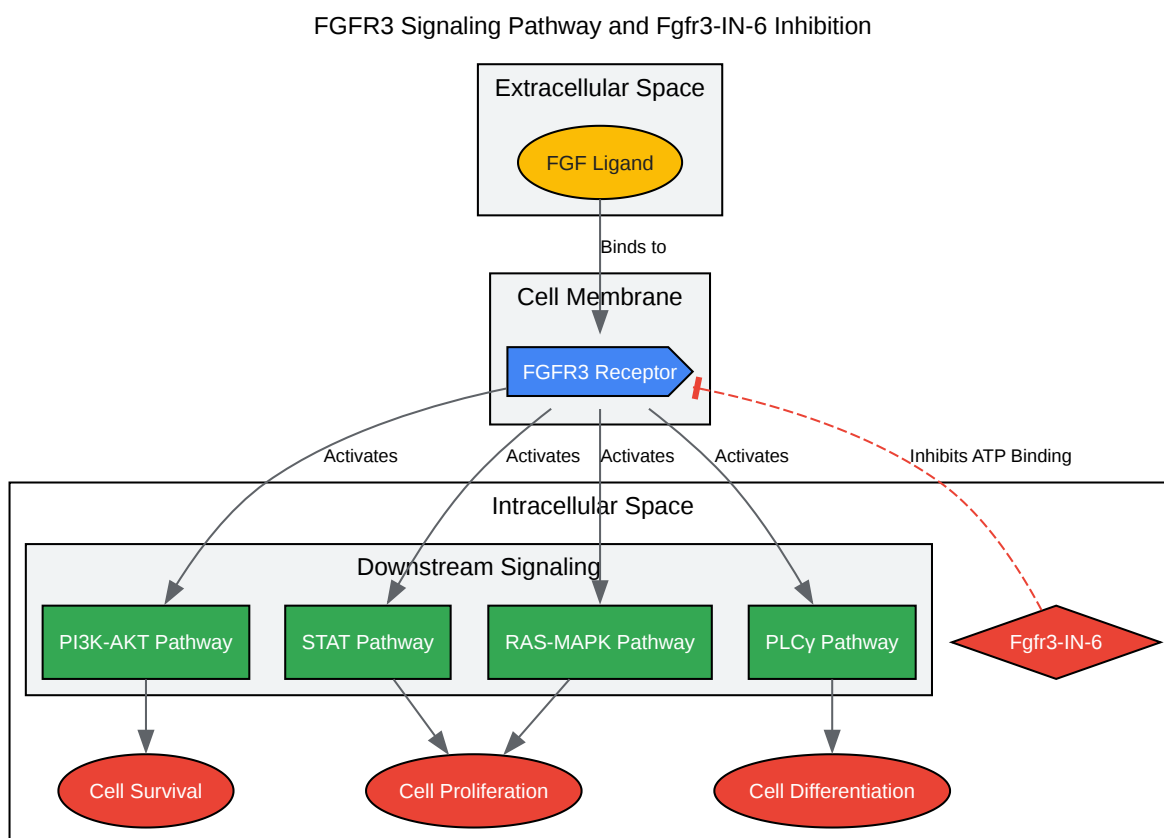 FGFR3 Signaling Pathway and Fgfr3-IN-6 Inhibition
Extracellular Space
FGF Ligand
Binds to
Cell Membrane
FGFR3 Receptor
Activates
Activates
Activates
Activates
Inhibits ATP Binding
Intracellular Space
Downstream Signaling
PI3K-AKT Pathway
STAT Pathway
RAS-MAPK Pathway
PLCγ Pathway
Fgfr3-IN-6
Cell Survival
Cell Proliferation
Cell Differentiation